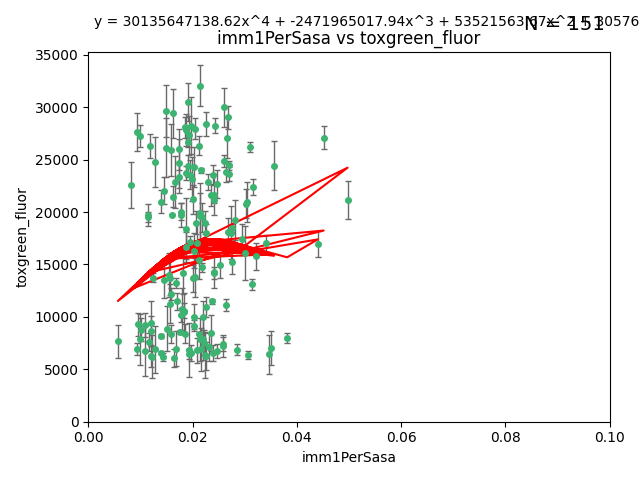 y = 30135647138.62x^4 + -2471965017.94x^3 +
N = 151
imm1PerSasa vs toxgreen_fluor
35000
30000
25000
20000
15000
10000
5000
0
toxgreen_fluor
0.00 0.02 0.04 0.06 0.08 0.10
imm1PerSasa